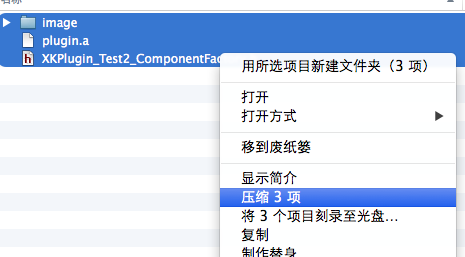 名称
image
plugin.a
XKPlugin_Test2_ComponentFac
用所选项目新建文件夹（3 项）
打开
打开方式
移到废纸篓
显示简介
压缩 3 项
将 3 个项目刻录至光盘...
复制
制作替身